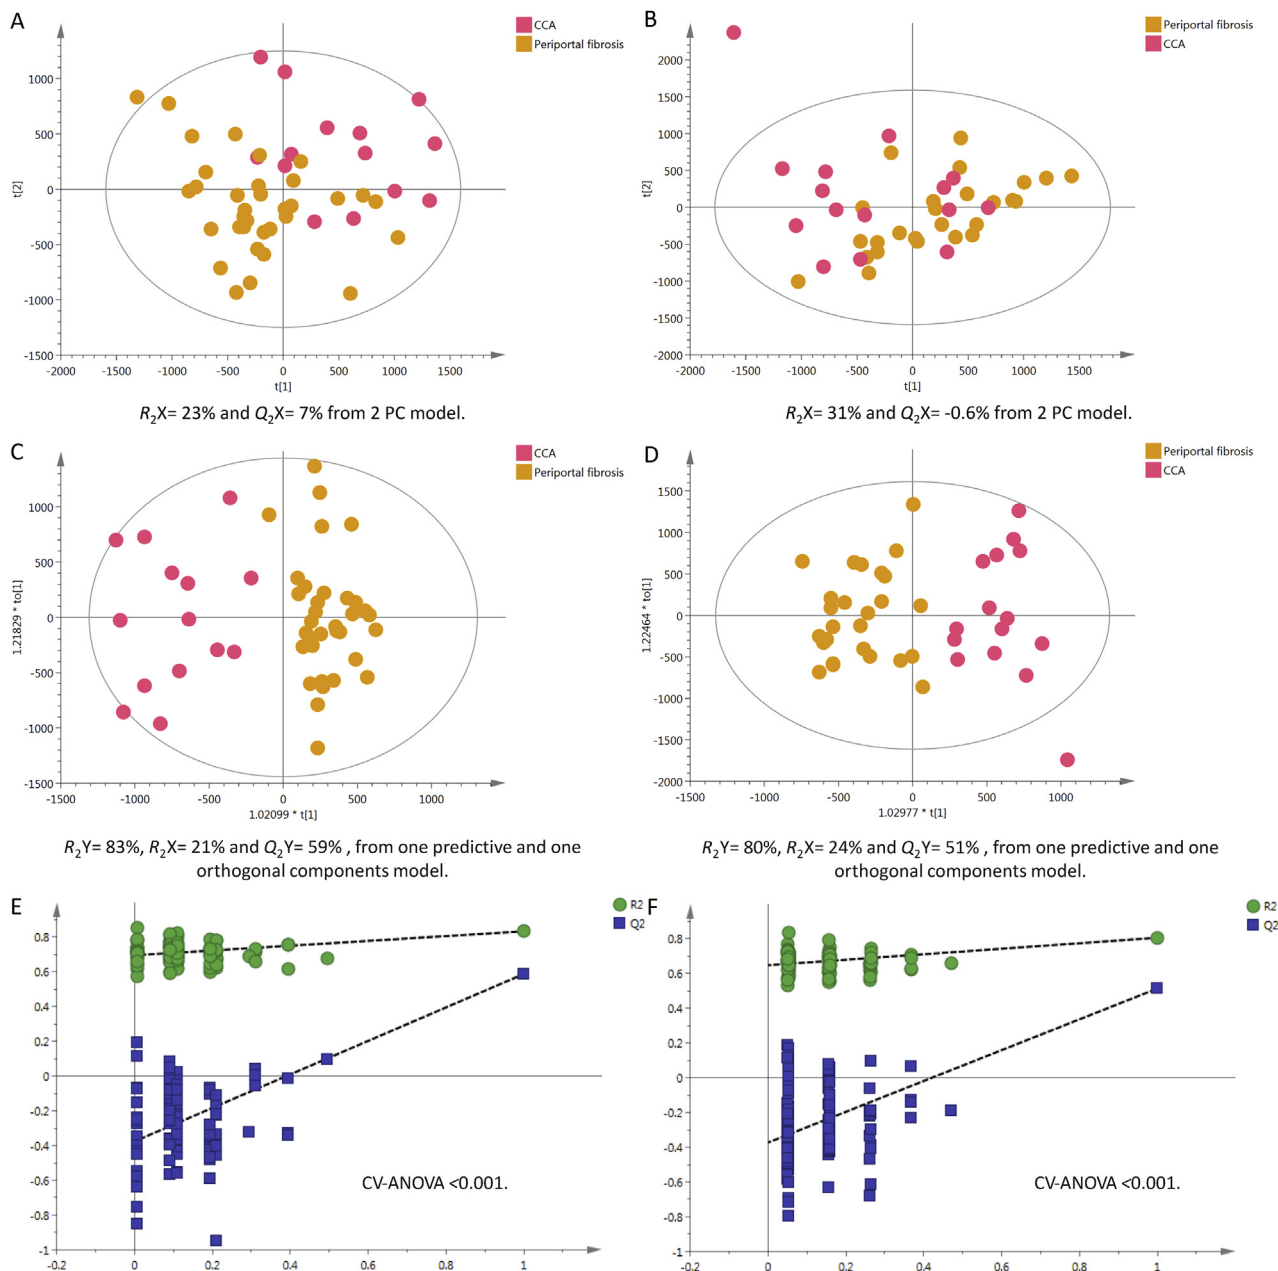 A
CCA
Periportal fibrosis
t[2]
1000
500
0
-500
-1000
-1500
-2000 -1500 -1000 -500 0 500 1000 1500
t[1]
R2X= 23% and Q2X= 7% from 2 PC model.
B
Periportal fibrosis
CCA
t[2]
2000
1500
1000
500
0
-500
-1000
-1500
-2000
-2000 -1500 -1000 -500 0 500 1000 1500
t[1]
R2X= 31% and Q2X= -0.6% from 2 PC model.
C
CCA
Periportal fibrosis
1.21829 * to[1]
1000
500
0
-500
-1000
-1500
-1500 -1000 -500 0 500 1000
1.02099 * t[1]
R2Y= 83%, R2X= 21% and Q2Y= 59% , from one predictive and one
orthogonal components model.
D
Periportal fibrosis
CCA
1.22464 * to[1]
1500
1000
500
0
-500
-1000
-1500
-2000
-1500 -1000 -500 0 500 1000
1.02977 * t[1]
R2Y= 80%, R2X= 24% and Q2Y= 51% , from one predictive and one
orthogonal components model.
E
R2
Q2
0.8
0.6
0.4
0.2
0
-0.2
-0.4
-0.6
-0.8
-1
CV-ANOVA <0.001.
-0.2 0 0.2 0.4 0.6 0.8 1
F
R2
Q2
0.8
0.6
0.4
0.2
0
-0.2
-0.4
-0.6
-0.8
-1
CV-ANOVA <0.001.
-0.2 0 0.2 0.4 0.6 0.8 1